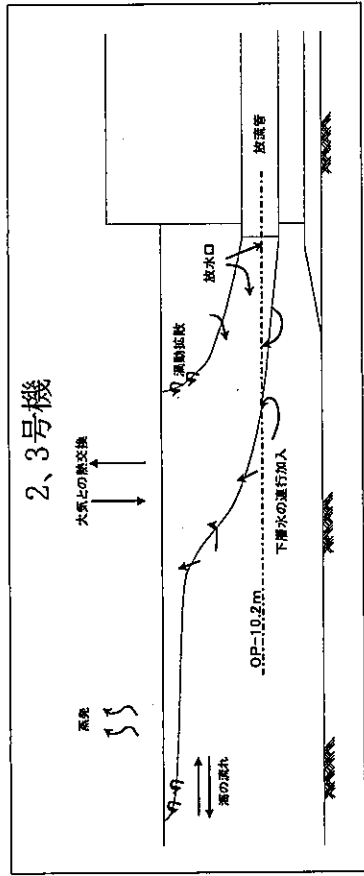 2、3号機
蒸発
大気との熱交換
渦動拡散
放水口
放流管
潮の流れ
下層水の連行加入
OP-10.2m